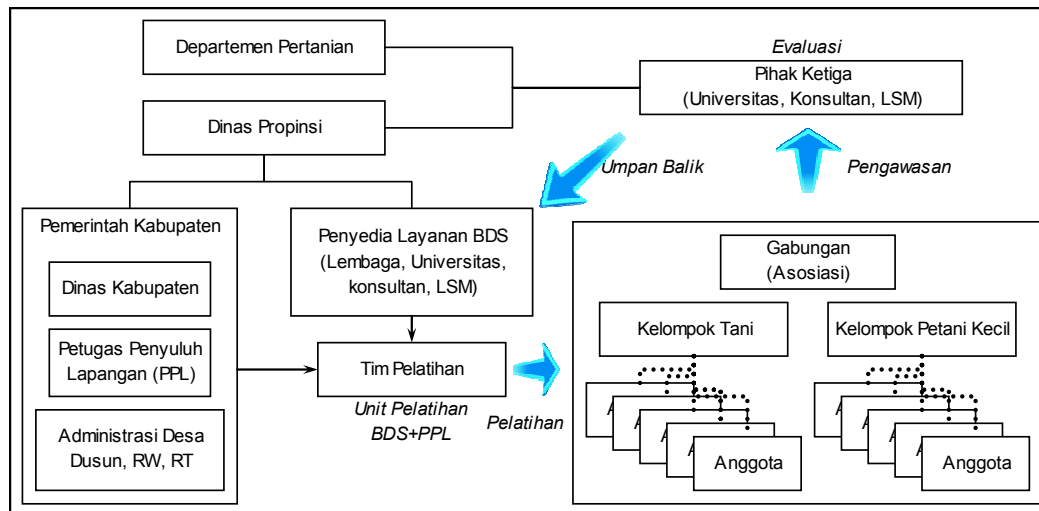 Departemen Pertanian
Evaluasi
Pihak Ketiga
(Universitas, Konsultan, LSM)
Dinas Propinsi
Umpan Balik
Pengawasan
Pemerintah Kabupaten
Dinas Kabupaten
Petugas Penyuluh
Lapangan (PPL)
Administrasi Desa
Dusun, RW, RT
Penyedia Layanan BDS
(Lembaga, Universitas,
konsultan, LSM)
Tim Pelatihan
Unit Pelatihan
BDS+PPL
Pelatihan
Gabungan
(Asosiasi)
Kelompok Tani
Kelompok Petani Kecil
A
A
A
A
Anggota
A
A
A
A
Anggota